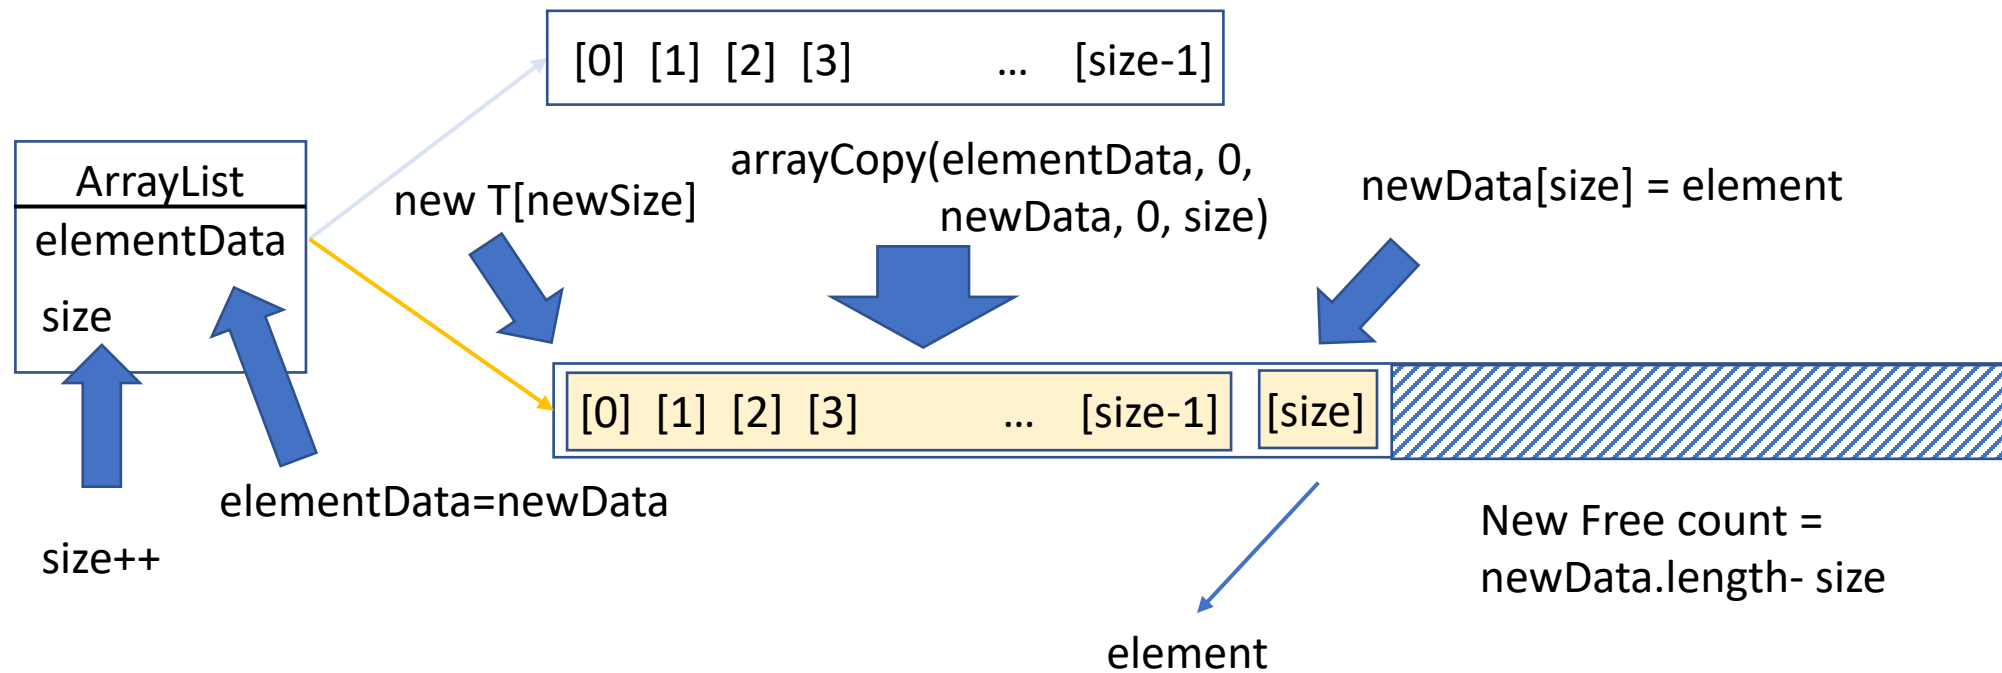 [0] [1] [2] [3] ... [size-1]
ArrayList
elementData
size
new T[newSize]
arrayCopy(elementData, 0,
newData, 0, size)
newData[size] = element
[0] [1] [2] [3] ... [size-1] [size]
elementData=newData
size++
New Free count =
newData.length- size
element